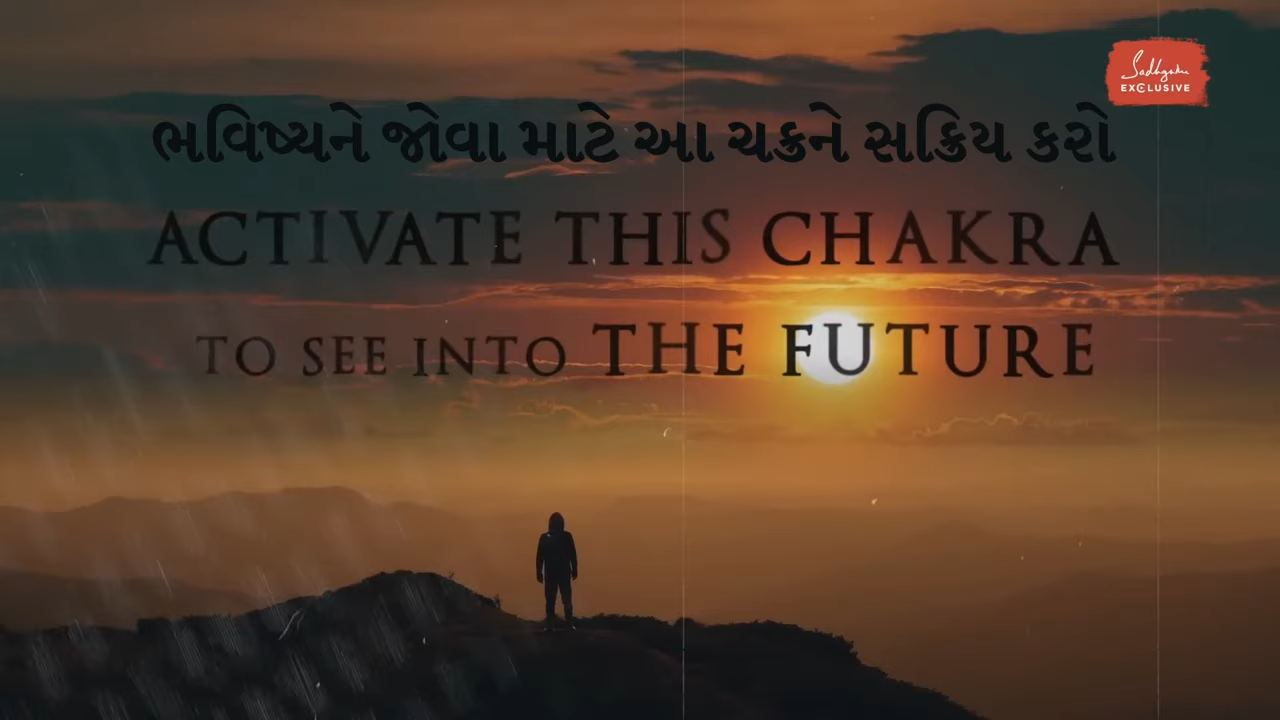 Sadhguru
EXCLUSIVE
ભવિષ્યને જોવા માટે આ ચક્રને સક્રિય કરો
ACTIVATE THIS CHAKRA
TO SEE INTO THE FUTURE